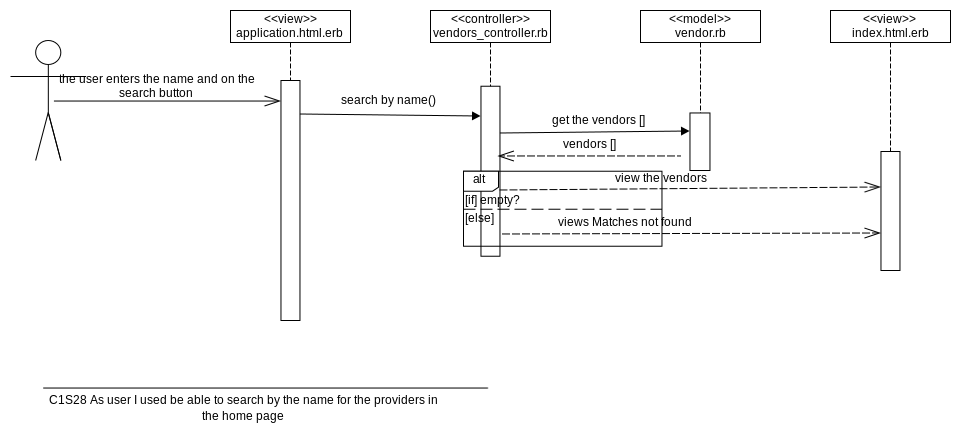 <<view>>
application.html.erb
<<controller>>
vendors_controller.rb
<<model>>
vendor.rb
<<view>>
index.html.erb
the user enters the name and on the
search button
search by name()
get the vendors []
vendors []
alt
view the vendors
[if] empty?
[else]
views Matches not found
C1S28 As user I used be able to search by the name for the providers in
the home page